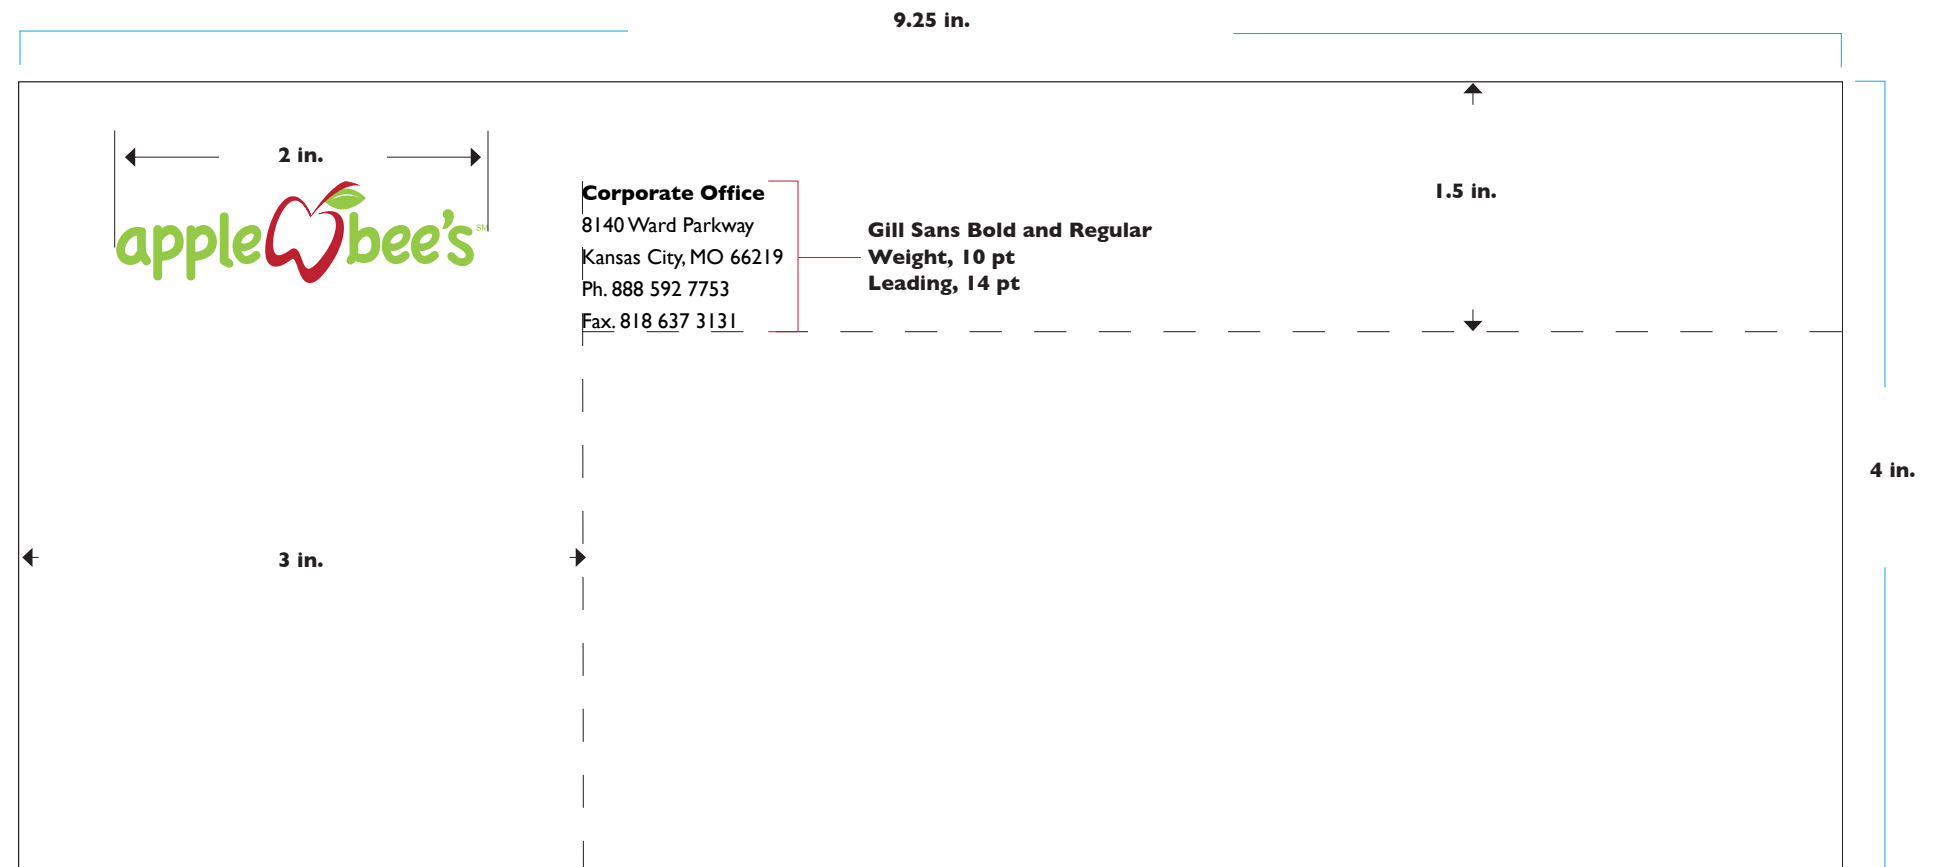 9.25 in.
2 in.
apple bee's SM
Corporate Office
8140 Ward Parkway
Kansas City, MO 66219
Ph. 888 592 7753
Fax. 818 637 3131
Gill Sans Bold and Regular
Weight, 10 pt
Leading, 14 pt
1.5 in.
4 in.
3 in.